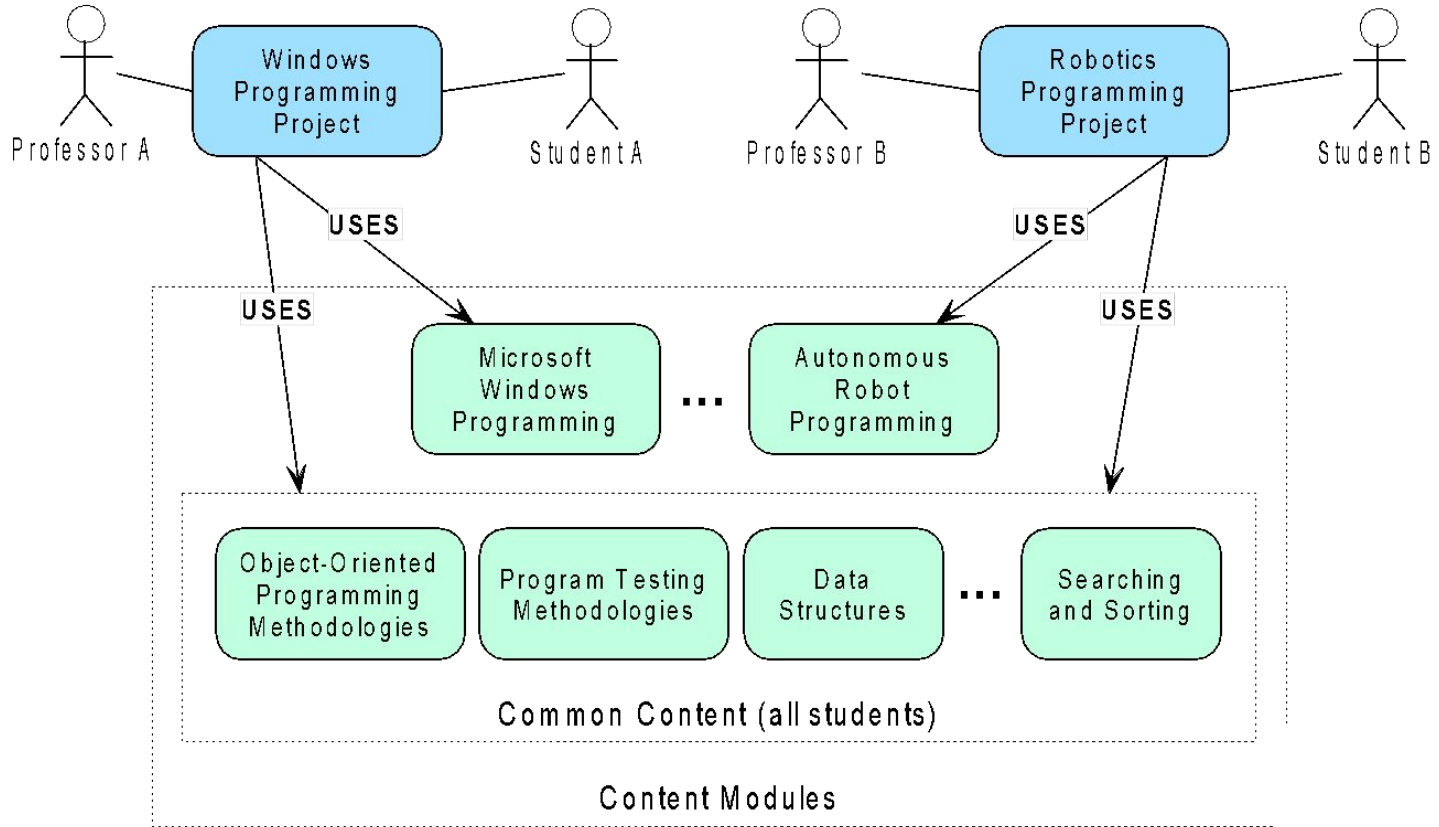 Windows
Programming
Project
Robotics
Programming
Project
Professor A
Student A
Professor B
Student B
USES
USES
USES
USES
Microsoft
Windows
Programming
...
Autonomous
Robot
Programming
Object-Oriented
Programming
Methodologies
Program Testing
Methodologies
Data
Structures
...
Searching
and Sorting
Common Content (all students)
Content Modules